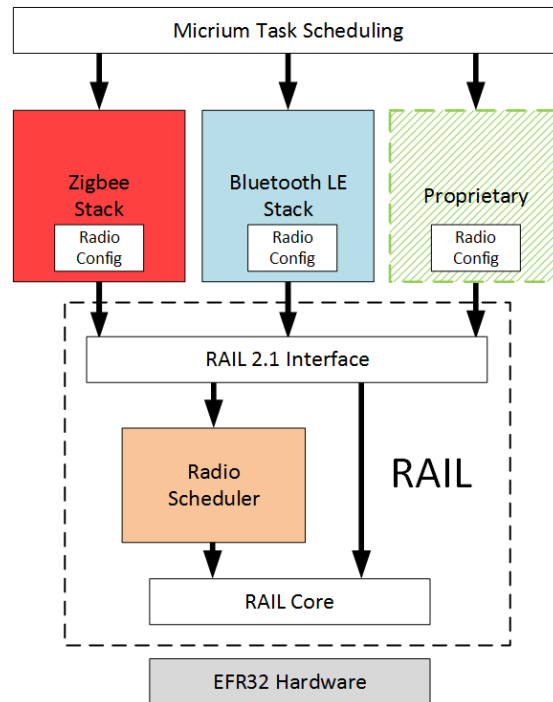 Micrium Task Scheduling
Zigbee
Stack
Radio
Config
Bluetooth LE
Stack
Radio
Config
Proprietary
Radio
Config
RAIL 2.1 Interface
Radio
Scheduler
RAIL
RAIL Core
EFR32 Hardware